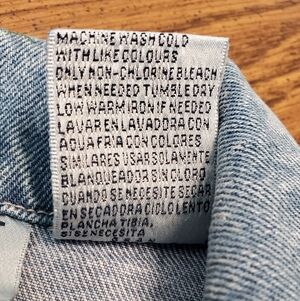 MACHINE WASH COLD
WITH LIKE COLOURS
ONLY NON-CHLORINE BLEACH
WHEN NEEDED TUMBLE DRY
LOW WARM IRON IF NEEDED
LAVAR EN LAVADORA CON
AQUA FRIA CON COLORES
SIMILARES USAR SOLAMENTE
BLANQUEADOR SIN CLORO
CUANDO SE NECESITE SECAR
EN SECADORA CICLO LENTO
PLANCHA TIBIA,
SI SE NECESITA